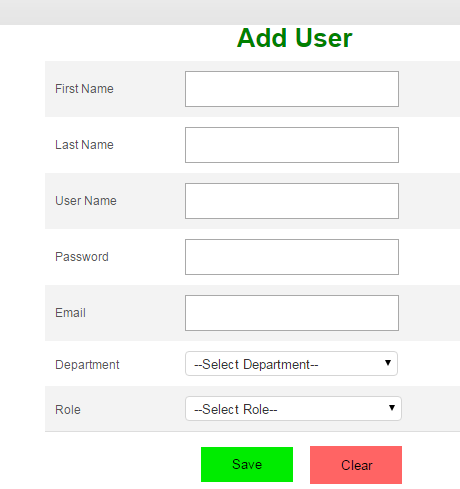 Add User
First Name
Last Name
User Name
Password
Email
Department --Select Department--
Role --Select Role--
Save Clear